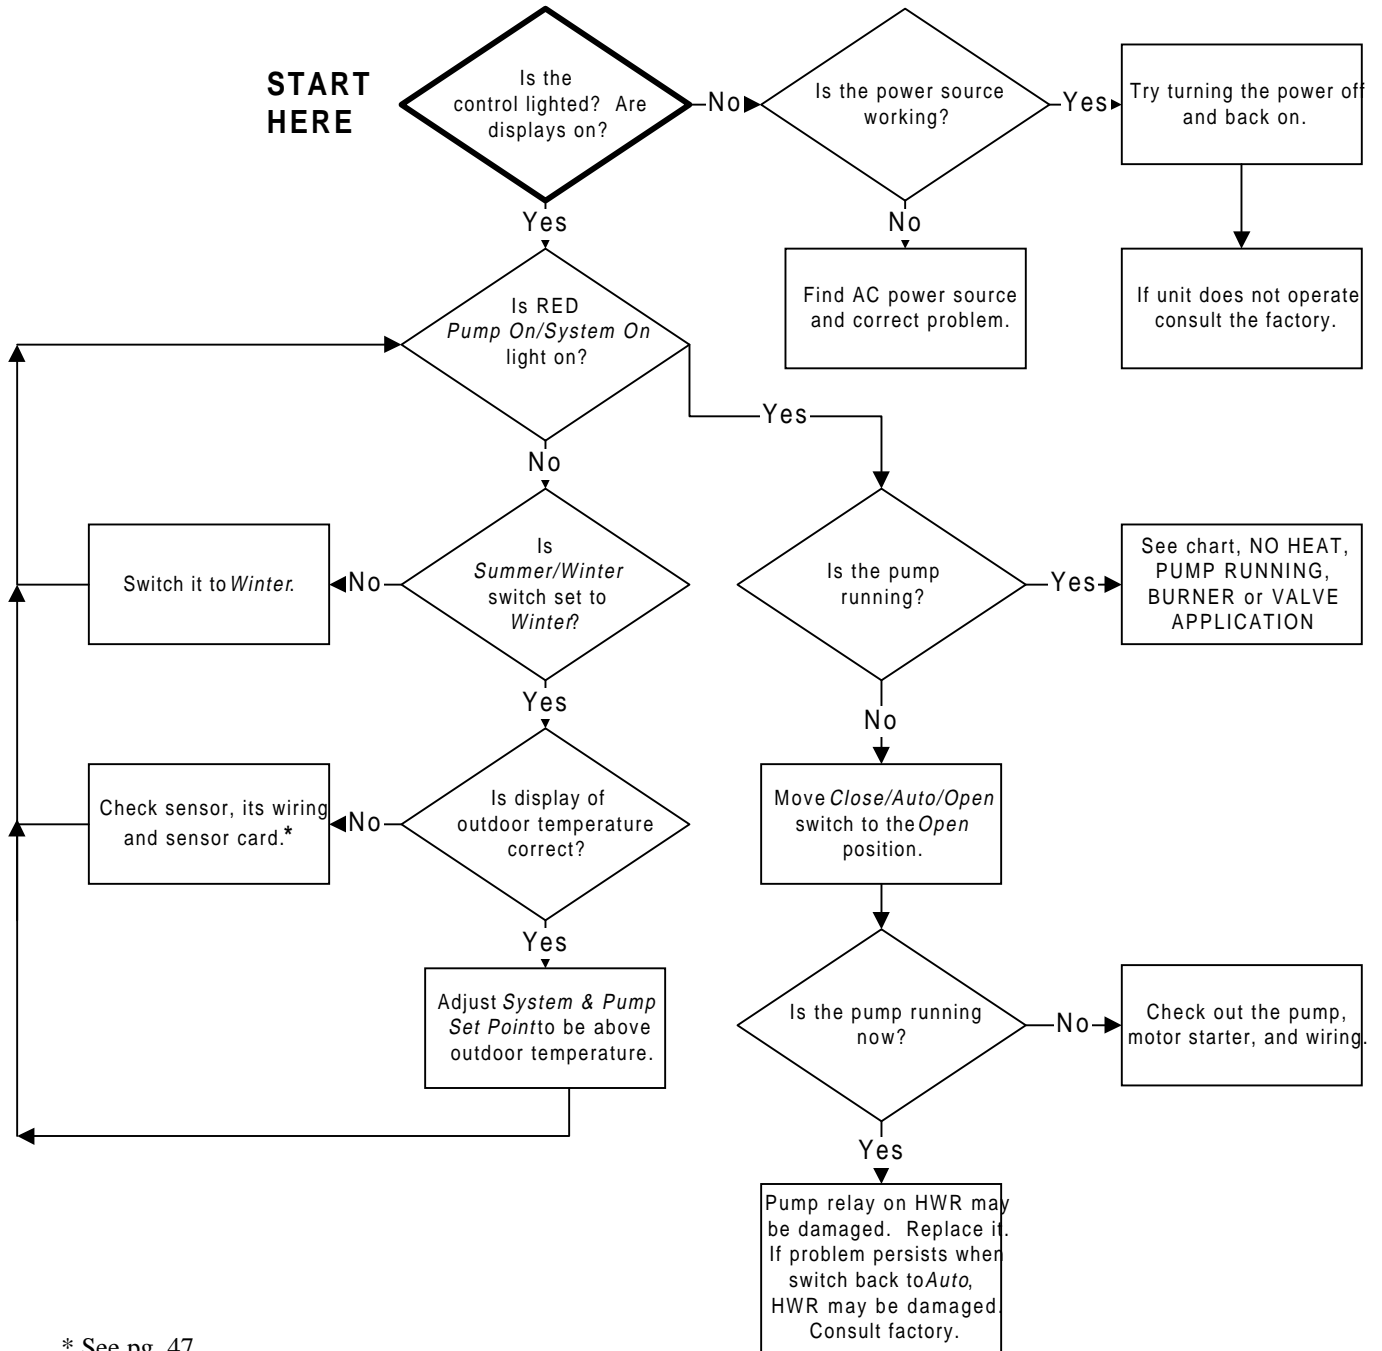 START
HERE
Is the
control lighted? Are
displays on?
No
Is the power source
working?
Yes
Try turning the power off
and back on.
Yes
No
Find AC power source
and correct problem.
If unit does not operate
consult the factory.
Is RED
Pump On/System On
light on?
Yes
No
Switch it to Winter.
No
Is
Summer/Winter
switch set to
Winter?
Is the pump
running?
Yes
See chart, NO HEAT,
PUMP RUNNING,
BURNER or VALVE
APPLICATION
Yes
No
Check sensor, its wiring
and sensor card.*
No
Is display of
outdoor temperature
correct?
Move Close/Auto/Open
switch to the Open
position.
Yes
Adjust System & Pump
Set Point to be above
outdoor temperature.
Is the pump running
now?
No
Check out the pump,
motor starter, and wiring.
Yes
Pump relay on HWR may
be damaged. Replace it.
If problem persists when
switch back to Auto,
HWR may be damaged.
Consult factory.
* See pg. 47